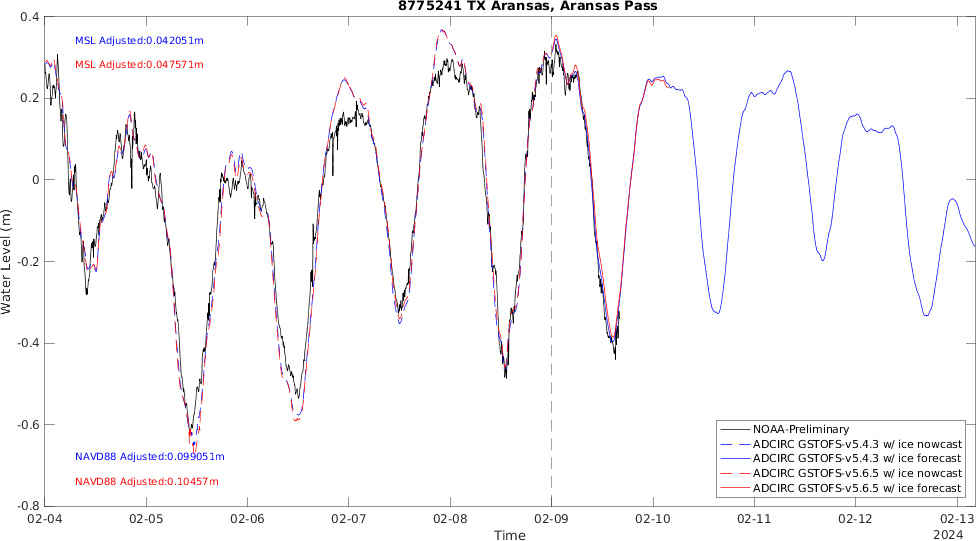 8775241 TX Aransas, Aransas Pass
0.4
0.2
0
-0.2
-0.4
-0.6
-0.8
Water Level (m)
MSL Adjusted:0.042051m
MSL Adjusted:0.047571m
NAVD88 Adjusted:0.099051m
NAVD88 Adjusted:0.10457m
NOAA-Preliminary
ADCIRC GSTOFS-v5.4.3 w/ ice nowcast
ADCIRC GSTOFS-v5.4.3 w/ ice forecast
ADCIRC GSTOFS-v5.6.5 w/ ice nowcast
ADCIRC GSTOFS-v5.6.5 w/ ice forecast
02-04 02-05 02-06 02-07 02-08 02-09 02-10 02-11 02-12 02-13
Time
2024